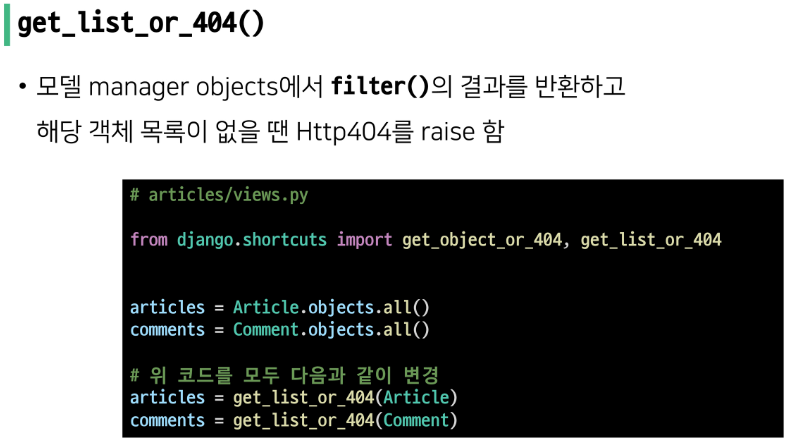 get_list_or_404()
• 모델 manager objects에서 filter()의 결과를 반환하고
해당 객체 목록이 없을 땐 Http404를 raise 함
# articles/views.py
from django.shortcuts import get_object_or_404, get_list_or_404
articles = Article.objects.all()
comments = Comment.objects.all()
# 위 코드를 모두 다음과 같이 변경
articles = get_list_or_404(Article)
comments = get_list_or_404(Comment)